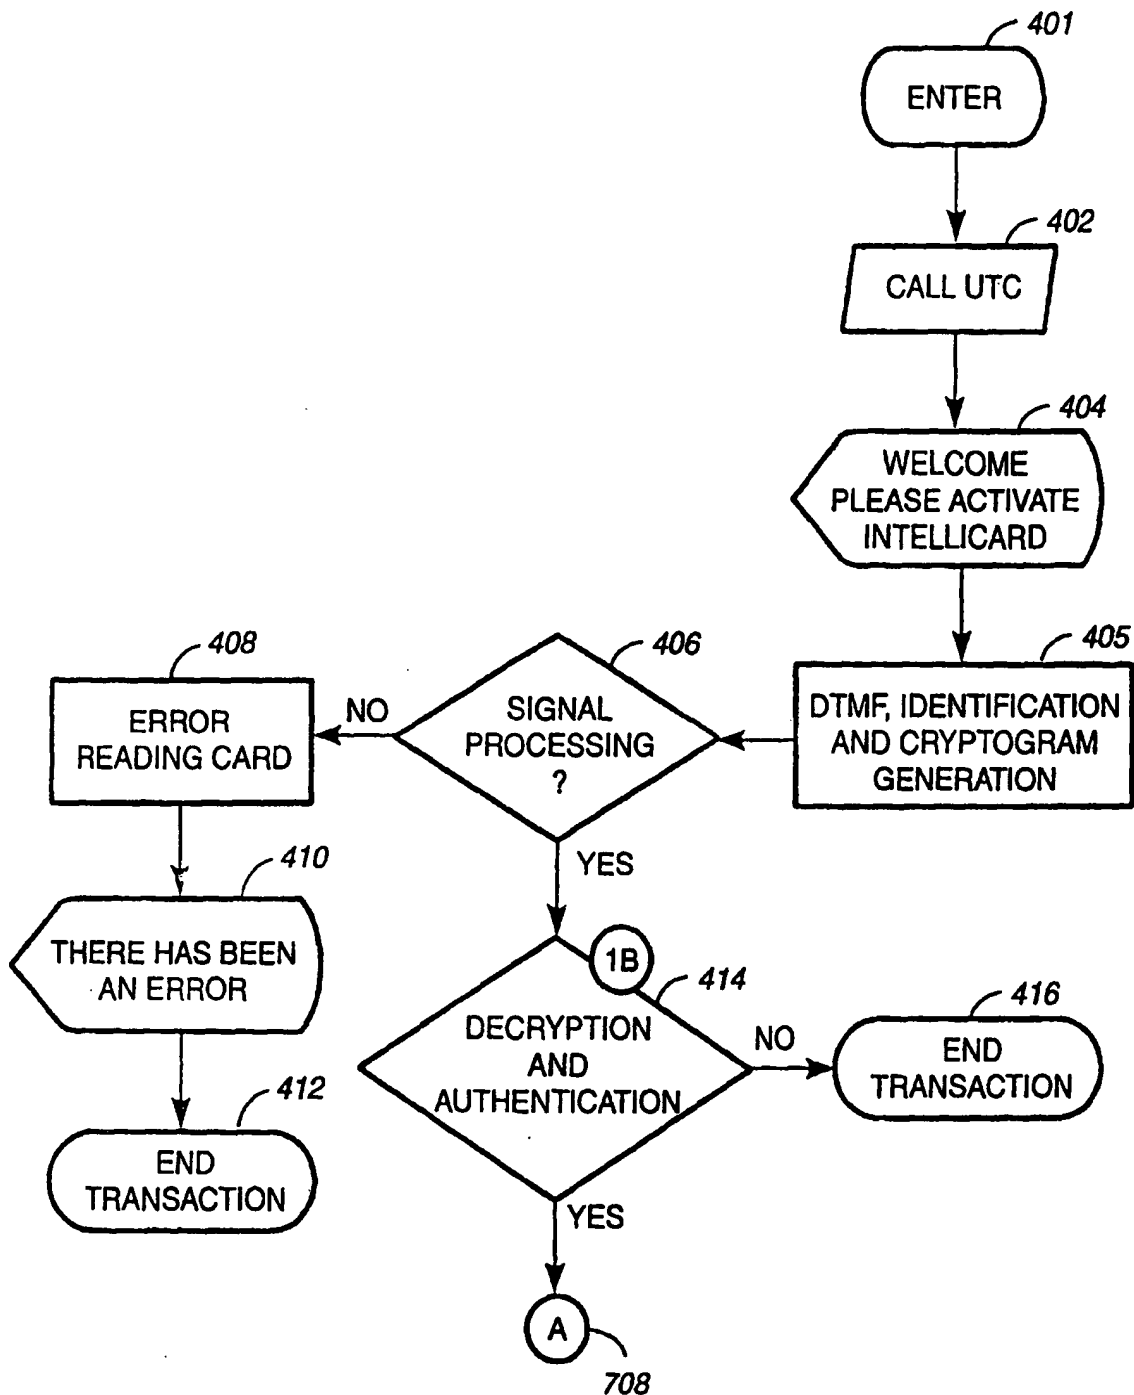 401
ENTER
402
CALL UTC
404
WELCOME
PLEASE ACTIVATE
INTELLICARD
405
DTMF, IDENTIFICATION
AND CRYPTOGRAM
GENERATION
406
SIGNAL
PROCESSING
?
NO
408
ERROR
READING CARD
410
THERE HAS BEEN
AN ERROR
412
END
TRANSACTION
YES
1B
414
DECRYPTION
AND
AUTHENTICATION
NO
416
END
TRANSACTION
YES
A
708